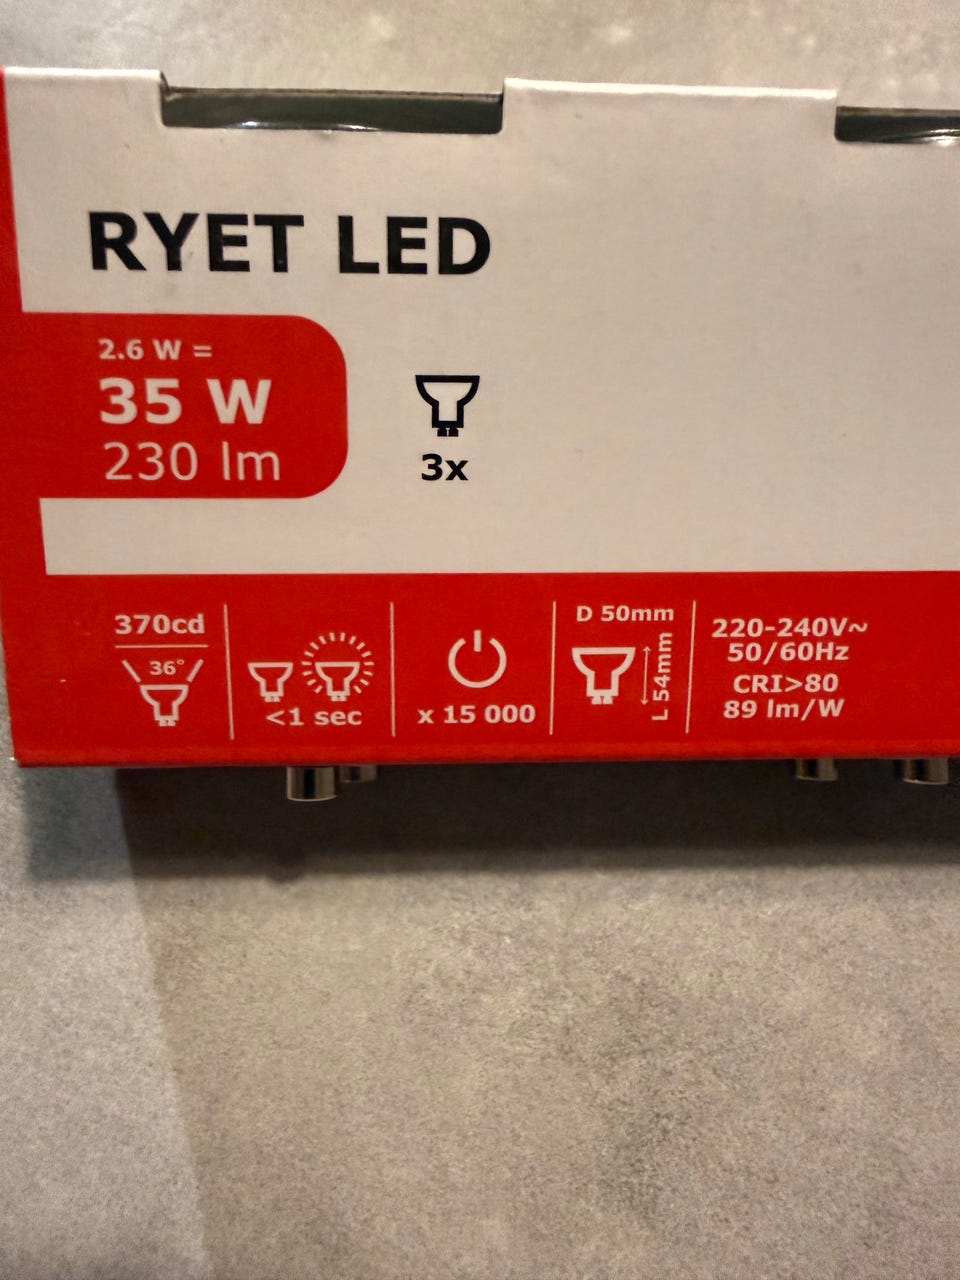 RYET LED
2.6 W =
35 W
230 lm
3x
370cd
36°
<1 sec
x 15 000
D 50mm
L 54mm
220-240V~
50/60Hz
CRI>80
89 lm/W